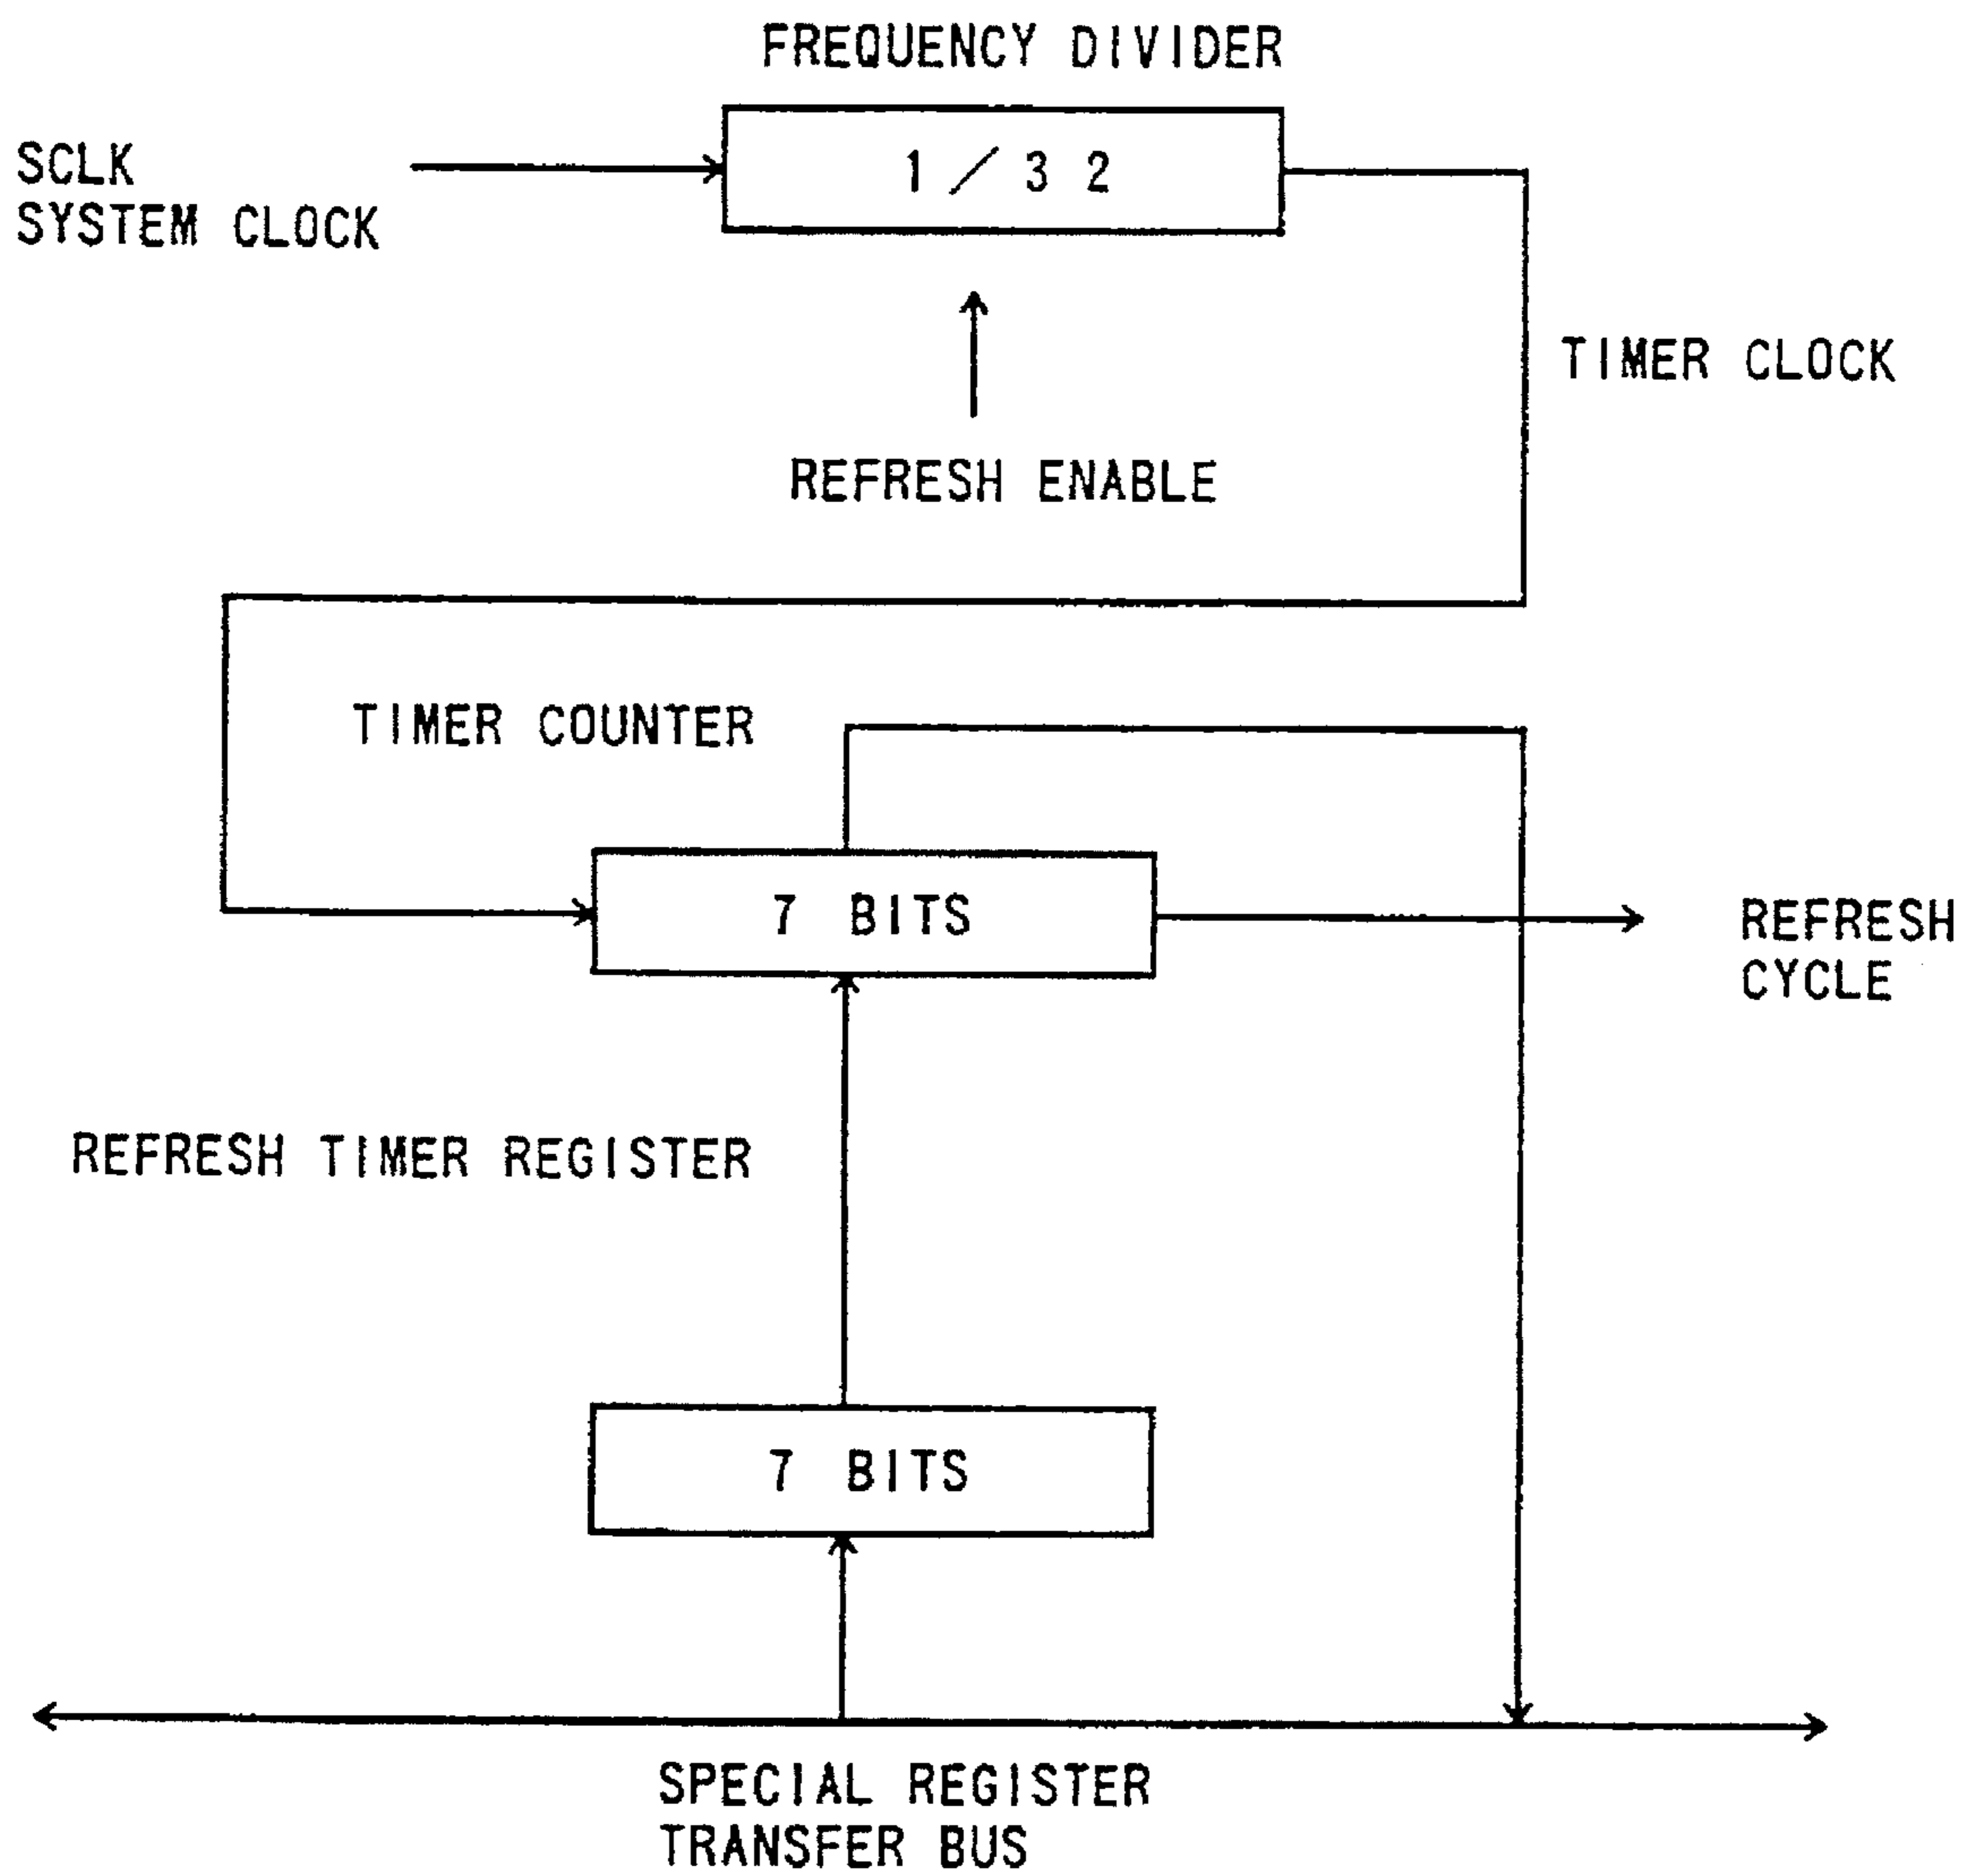 FREQUENCY DIVIDER
SCLK
SYSTEM CLOCK
1/32
TIMER CLOCK
REFRESH ENABLE
TIMER COUNTER
7 BITS
REFRESH
CYCLE
REFRESH TIMER REGISTER
7 BITS
SPECIAL REGISTER
TRANSFER BUS